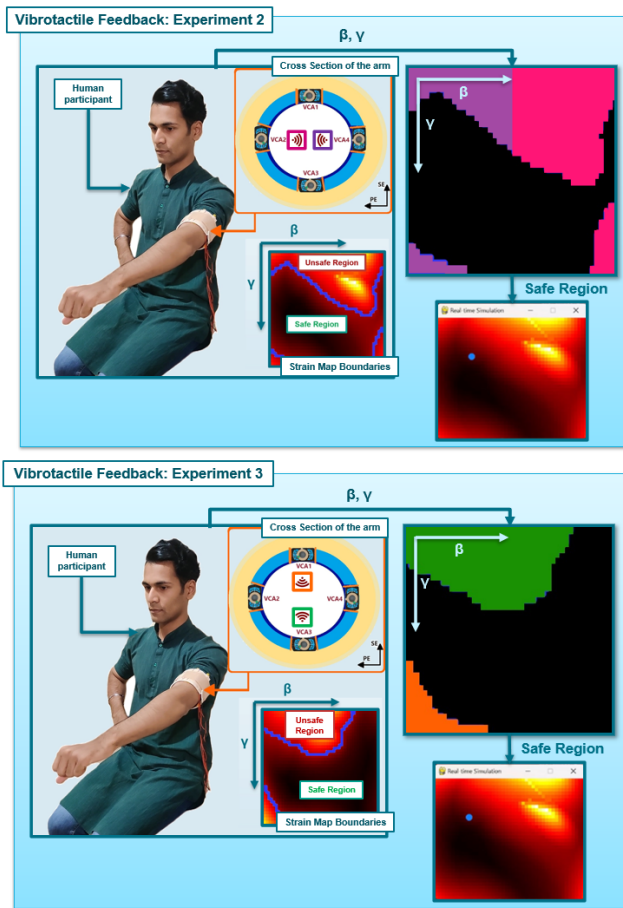 Vibrotactile Feedback: Experiment 2
β, γ
Cross Section of the arm
Human
participant
VCA1
VCA2
VCA4
VCA3
SE
PE
β
γ
Unsafe Region
Safe Region
Strain Map Boundaries
β
γ
Safe Region
Real time Simulation
Vibrotactile Feedback: Experiment 3
β, γ
Cross Section of the arm
Human
participant
VCA1
VCA2
VCA4
VCA3
SE
PE
β
γ
Unsafe
Region
Safe Region
Strain Map Boundaries
β
γ
Safe Region
Real time Simulation